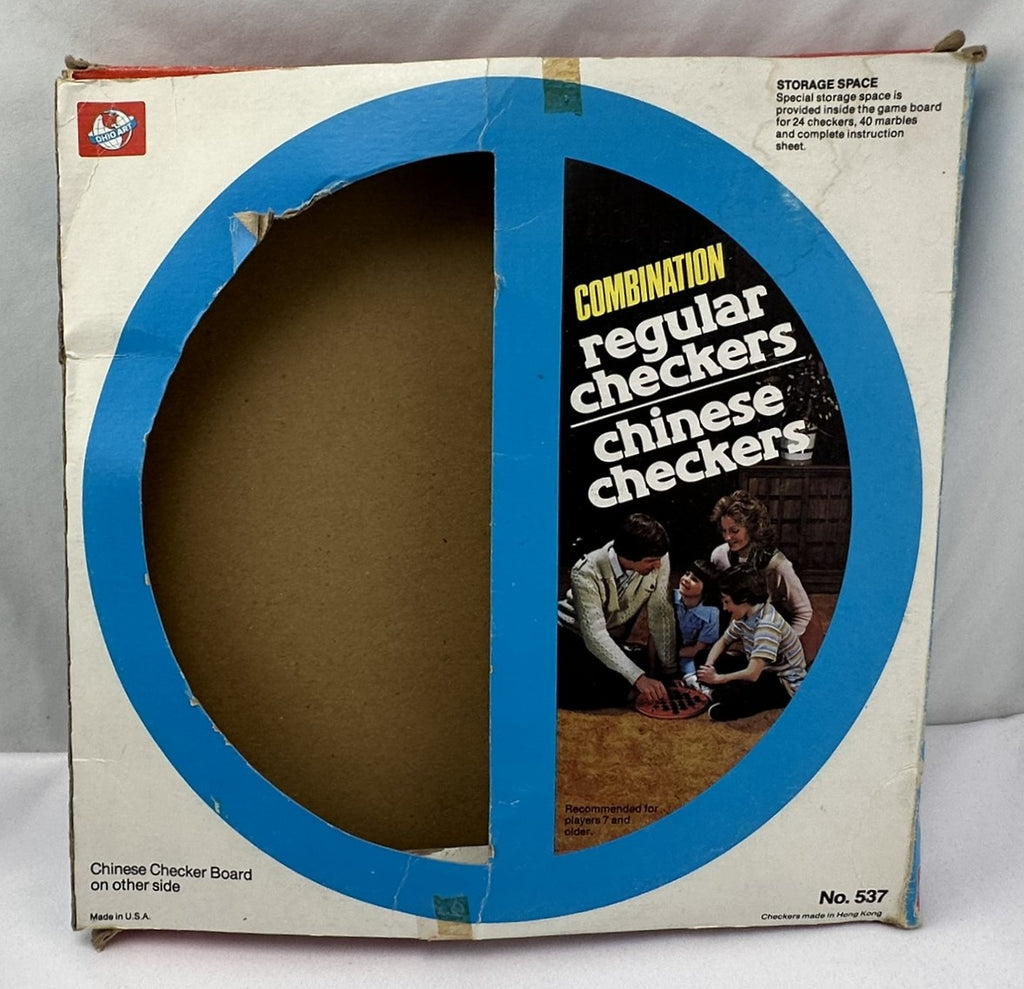 OHIO ART
STORAGE SPACE
Special storage space is
provided inside the game board
for 24 checkers, 40 marbles
and complete instruction
sheet.
COMBINATION
regular
checkers
chinese
checkers
Recommended for
players 7 and
older.
Chinese Checker Board
on other side
Made in U.S.A.
No. 537
Checkers made in Hong Kong